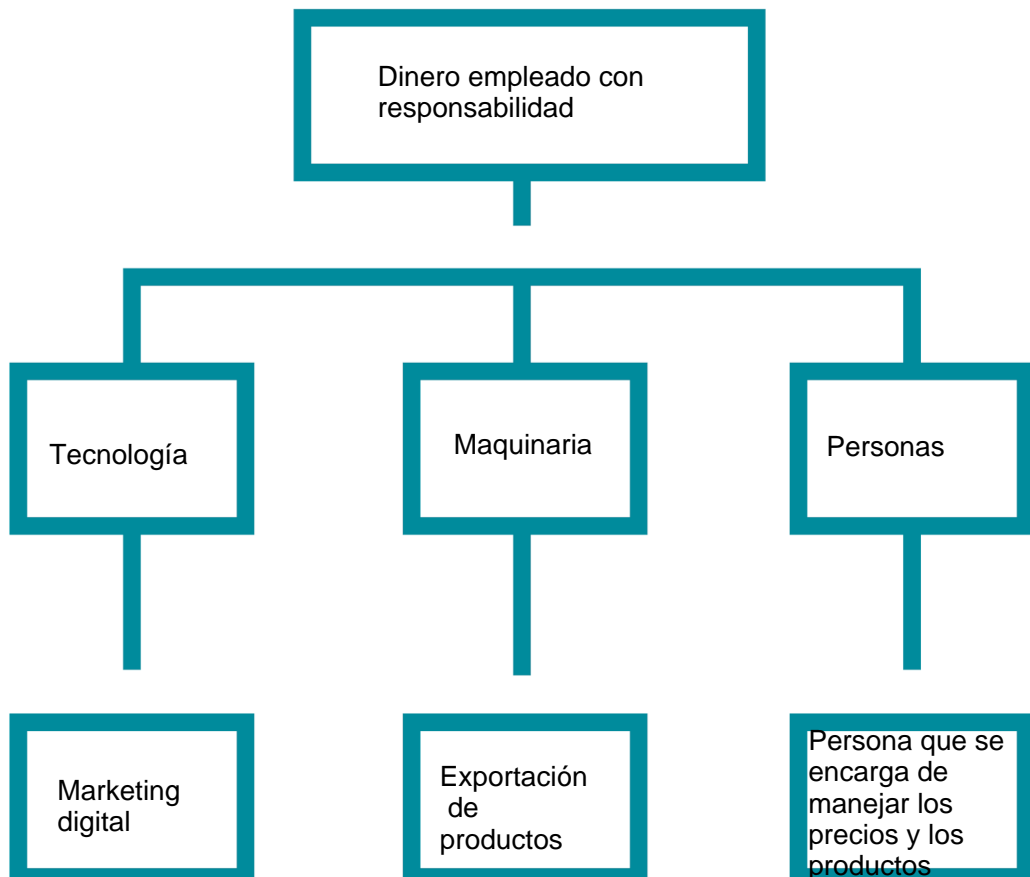 Dinero empleado con
responsabilidad
Tecnología
Maquinaria
Personas
Marketing
digital
Exportación
de
productos
Persona que se
encarga de
manejar los
precios y los
productos